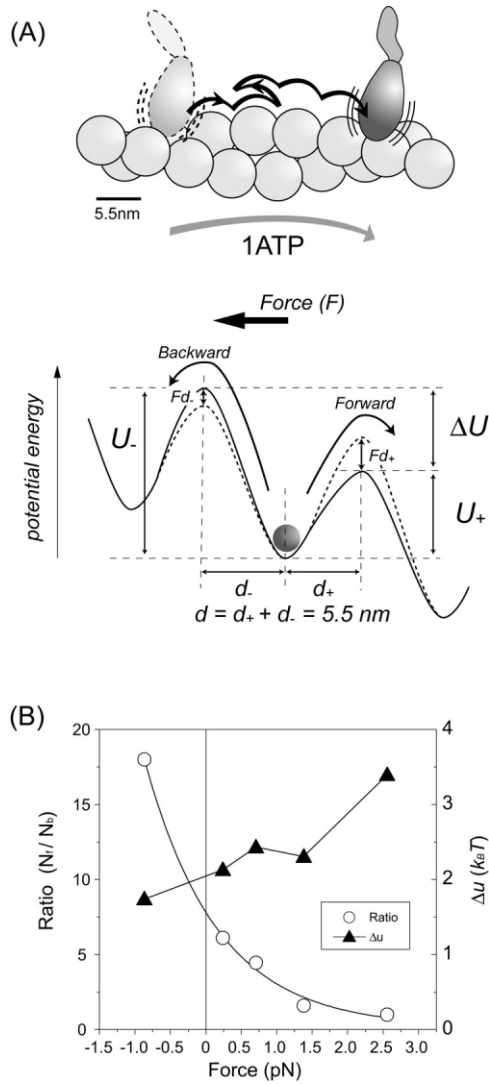 (A)
5.5nm
1ATP
Force (F)
Backward
Forward
Fd-
Fd+
U-
ΔU
U+
potential energy
d-
d+
d = d+ + d- = 5.5 nm
(B)
20
15
10
5
0
Ratio (Nf / Nb)
4
3
2
1
0
Δu (kBT)
Ratio
Δu
-1.5 -1.0 -0.5 0 0.5 1.0 1.5 2.0 2.5 3.0
Force (pN)